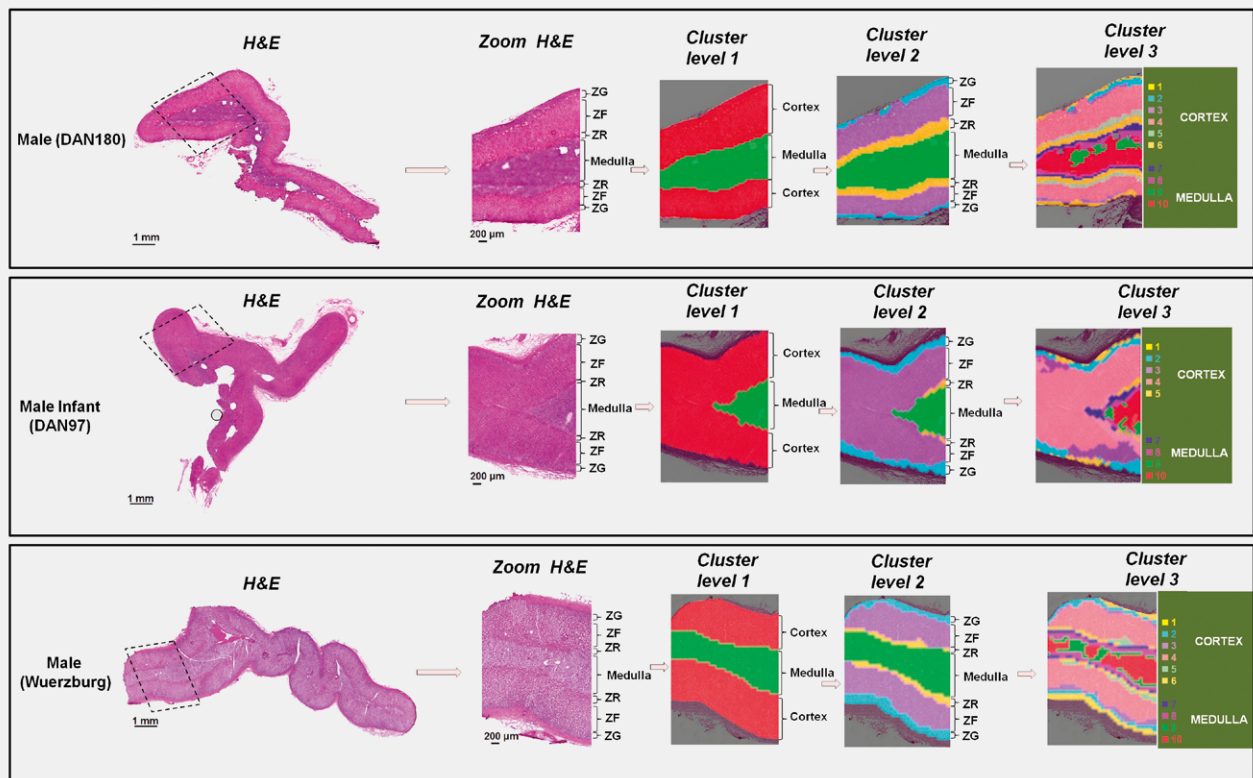 H&E
Zoom H&E
Cluster
level 1
Cluster
level 2
Cluster
level 3
Male (DAN180)
1 mm
ZG
ZF
ZR
Medulla
ZR
ZF
ZG
200 µm
Cortex
Medulla
Cortex
ZG
ZF
ZR
Medulla
ZR
ZF
ZG
1
2
3
4
5
6
7
8
9
10
CORTEX
MEDULLA
H&E
Zoom H&E
Cluster
level 1
Cluster
level 2
Cluster
level 3
Male Infant
(DAN97)
1 mm
ZG
ZF
ZR
Medulla
ZR
ZF
ZG
200 µm
Cortex
Medulla
Cortex
ZG
ZF
ZR
Medulla
ZR
ZF
ZG
1
2
3
4
5
7
8
9
10
CORTEX
MEDULLA
H&E
Zoom H&E
Cluster
level 1
Cluster
level 2
Cluster
level 3
Male
(Wuerzburg)
1 mm
ZG
ZF
ZR
Medulla
ZR
ZF
ZG
200 µm
Cortex
Medulla
Cortex
ZG
ZF
ZR
Medulla
ZR
ZF
ZG
1
2
3
4
5
6
7
8
9
10
CORTEX
MEDULLA